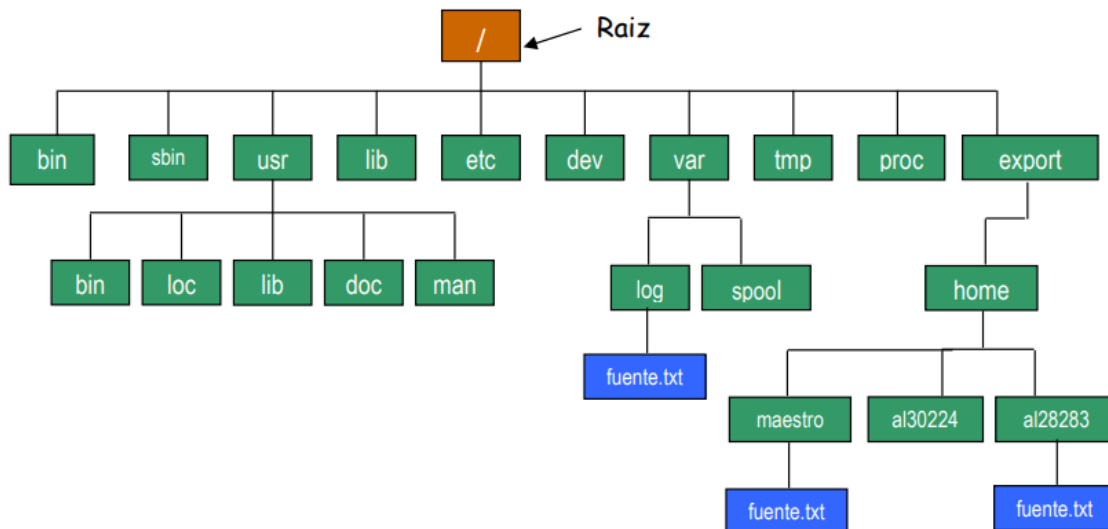 /
Raiz
bin
sbin
usr
lib
etc
dev
var
tmp
proc
export
bin
loc
lib
doc
man
log
spool
home
fuente.txt
maestro
al30224
al28283
fuente.txt
fuente.txt